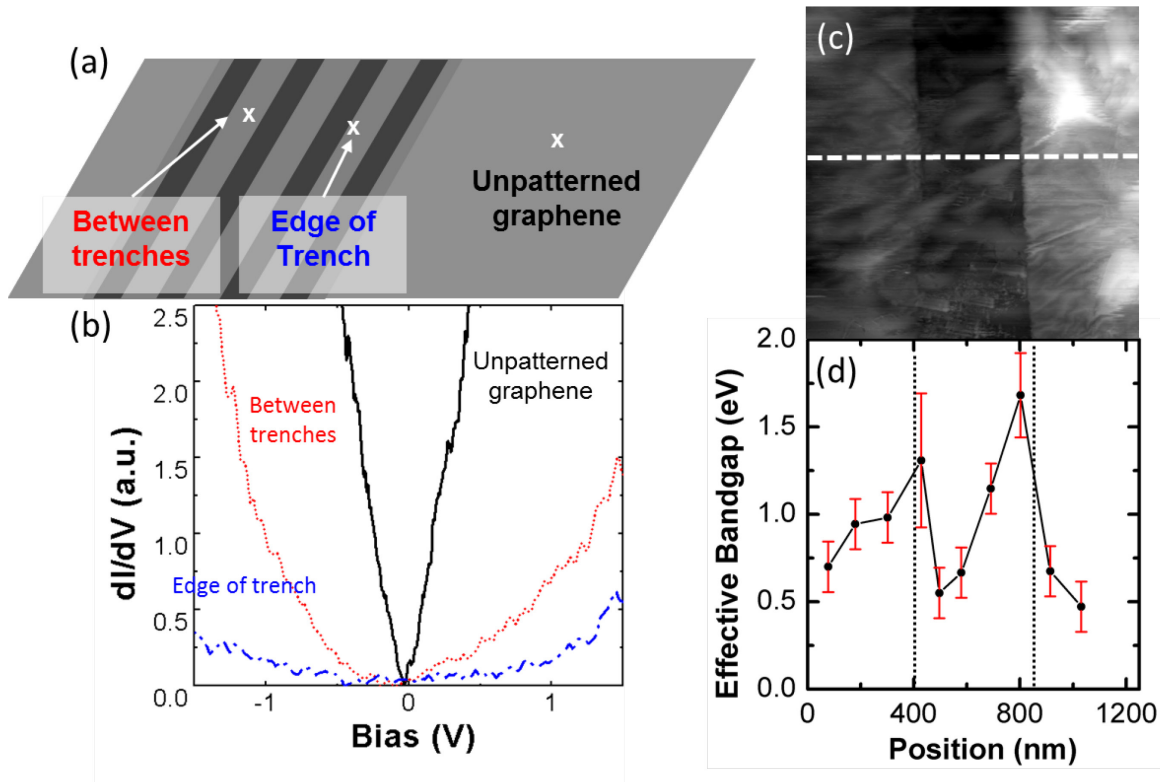 (a)
x
x
x
Between
trenches
Edge of
Trench
Unpatterned
graphene
(b)
2.5
2.0
1.5
1.0
0.5
0.0
dI/dV (a.u.)
Between
trenches
Unpatterned
graphene
Edge of trench
-1
0
1
Bias (V)
(c)
(d)
2.0
1.5
1.0
0.5
0.0
Effective Bandgap (eV)
0
400
800
1200
Position (nm)